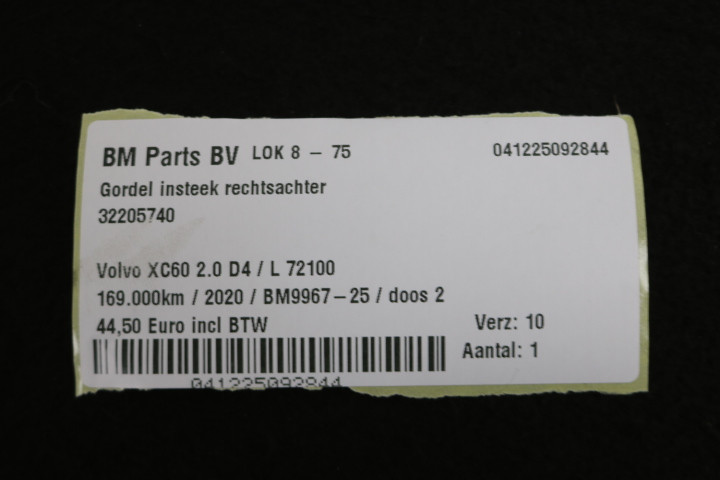 BM Parts BV LOK 8 – 75 041225092844
Gordel insteek rechtsachter
32205740
Volvo XC60 2.0 D4 / L 72100
169.000km / 2020 / BM9967–25 / doos 2
44,50 Euro incl BTW Verz: 10
Aantal: 1
041225092844